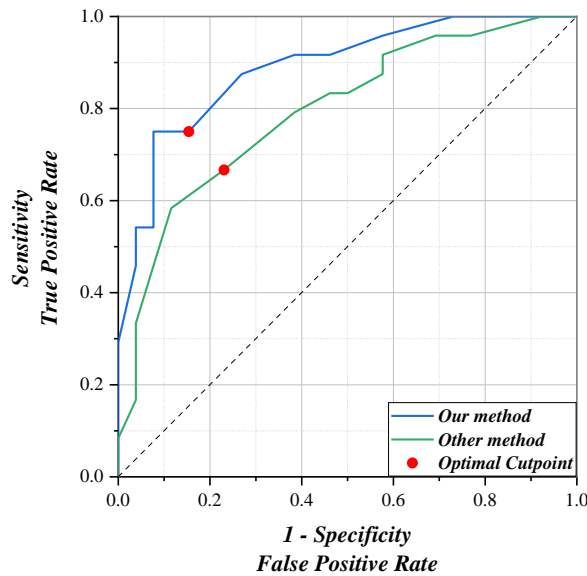 1.0
0.8
0.6
0.4
0.2
0.0
Sensitivity
True Positive Rate
Our method
Other method
Optimal Cutpoint
0.0 0.2 0.4 0.6 0.8 1.0
1 - Specificity
False Positive Rate